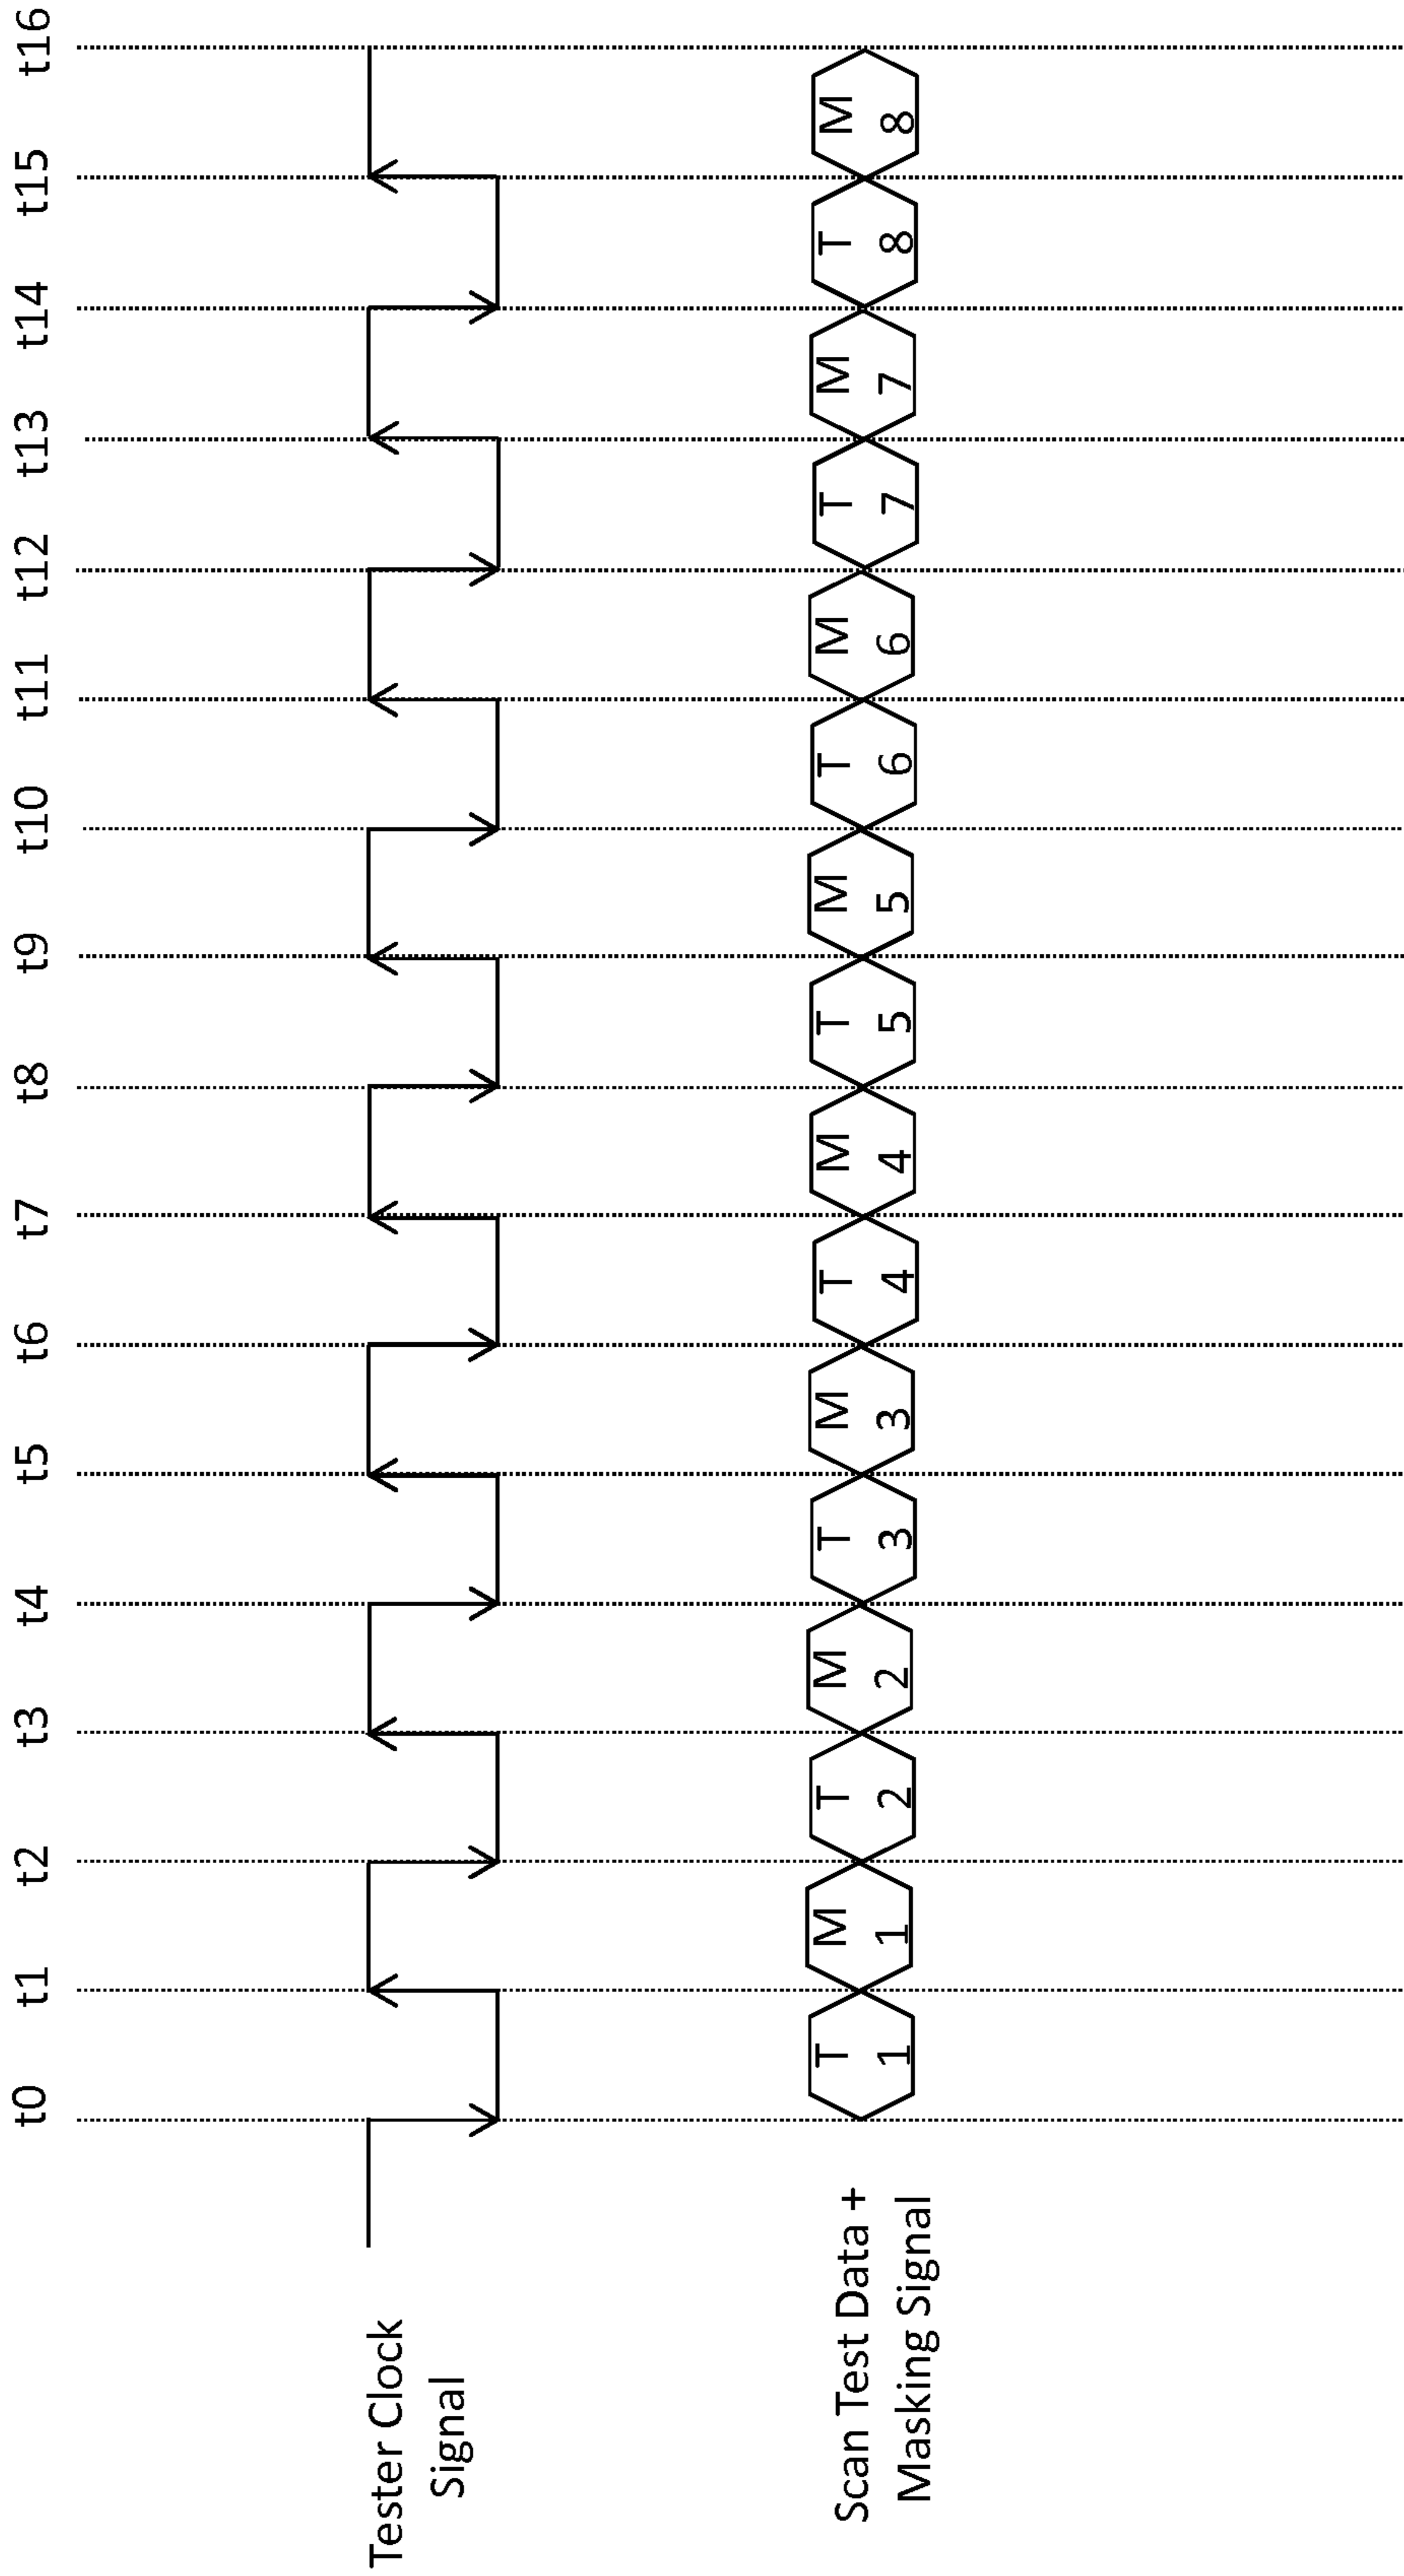 t0 t1 t2 t3 t4 t5 t6 t7 t8 t9 t10 t11 t12 t13 t14 t15 t16
Tester Clock
Signal
Scan Test Data +
Masking Signal
T M T M T M T M T M T M T M T M
1 1 2 2 3 3 4 4 5 5 6 6 7 7 8 8